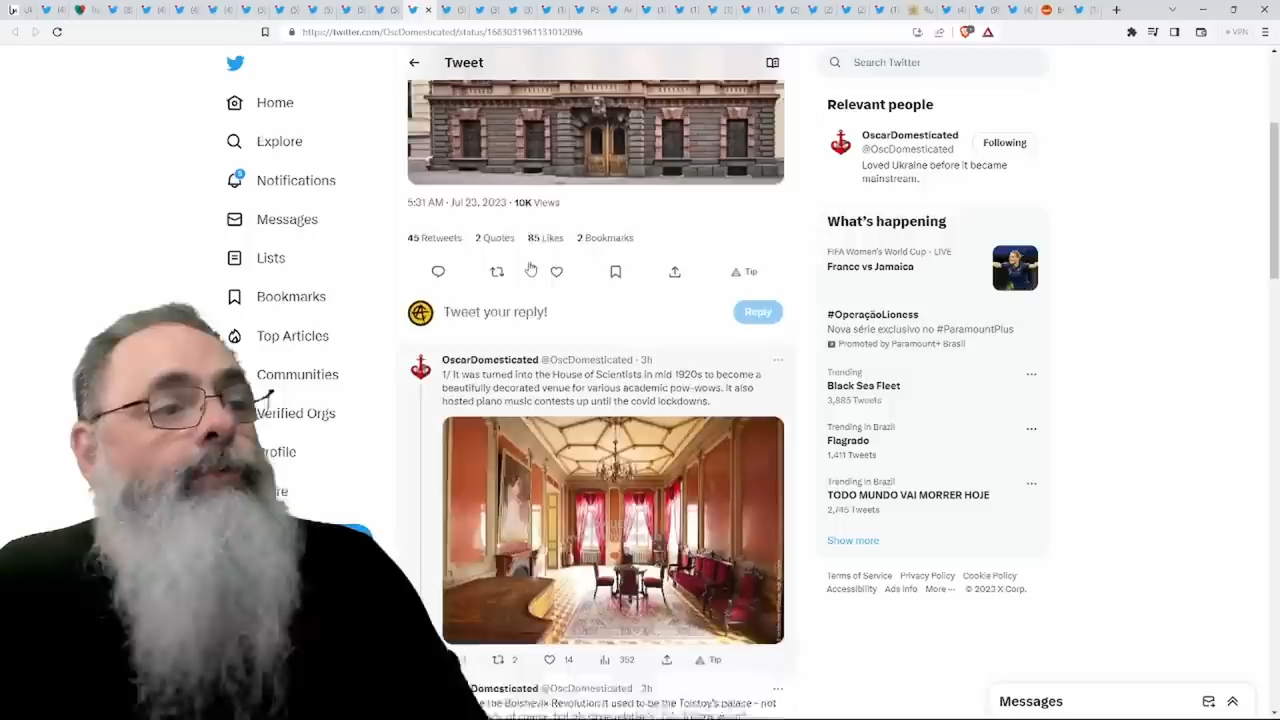 https://twitter.com/OscDomesticated/status/1683031961131012096
VPN
Home
Explore
Notifications
Messages
Lists
Bookmarks
Top Articles
Communities
Verified Orgs
Tweet
5:31 AM · Jul 23, 2023 · 10K Views
45 Retweets 2 Quotes 85 Likes 2 Bookmarks
Tip
Tweet your reply!
Reply
OscarDomesticated @OscDomesticated · 3h
1/ It was turned into the House of Scientists in mid 1920s to become a
beautifully decorated venue for various academic pow-wows. It also
hosted piano music contests up until the covid lockdowns.
2 14 352 Tip
Domesticated @OscDomesticated
Search Twitter
Relevant people
OscarDomesticated
@OscDomesticated
Following
Loved Ukraine before it became
mainstream.
What's happening
FIFA Women's World Cup · LIVE
France vs Jamaica
#OperaçãoLioness
Nova série exclusivo no #ParamountPlus
Promoted by Paramount+ Brasil
Trending
Black Sea Fleet
3,885 Tweets
Trending in Brazil
Flagrado
1,411 Tweets
Trending in Brazil
TODO MUNDO VAI MORRER HOJE
2,745 Tweets
Show more
Terms of Service Privacy Policy Cookie Policy
Accessibility Ads info More ··· © 2023 X Corp.
Messages